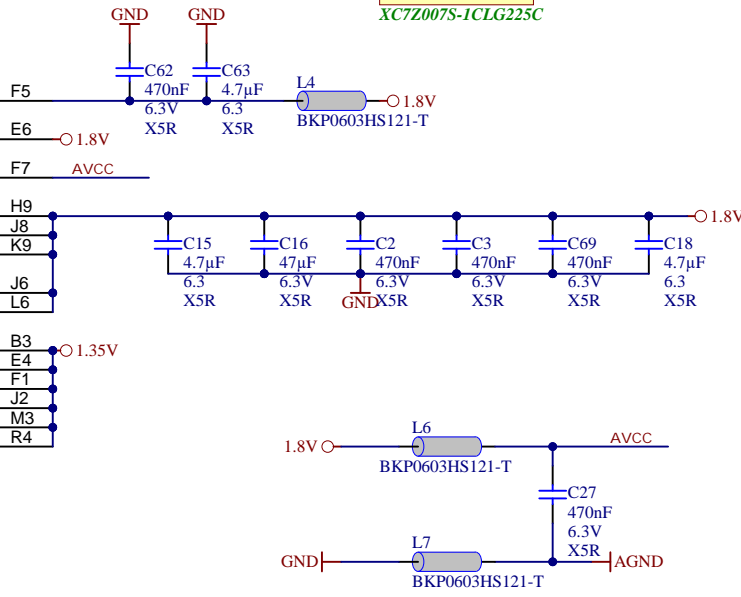 XC7Z007S-1CLG225C
GND GND
C62
470nF
6.3V
X5R
C63
4.7µF
6.3
X5R
L4
BKP0603HS121-T
1.8V
F5
E6 1.8V
F7 AVCC
H9
J8
K9
J6
L6
1.8V
C15
4.7µF
6.3
X5R
C16
47µF
6.3V
X5R
C2
470nF
6.3V
X5R
GND
C3
470nF
6.3V
X5R
C69
470nF
6.3V
X5R
C18
4.7µF
6.3
X5R
B3 1.35V
E4
F1
J2
M3
R4
L6
1.8V
BKP0603HS121-T
AVCC
C27
470nF
6.3V
X5R
L7
GND
BKP0603HS121-T
AGND